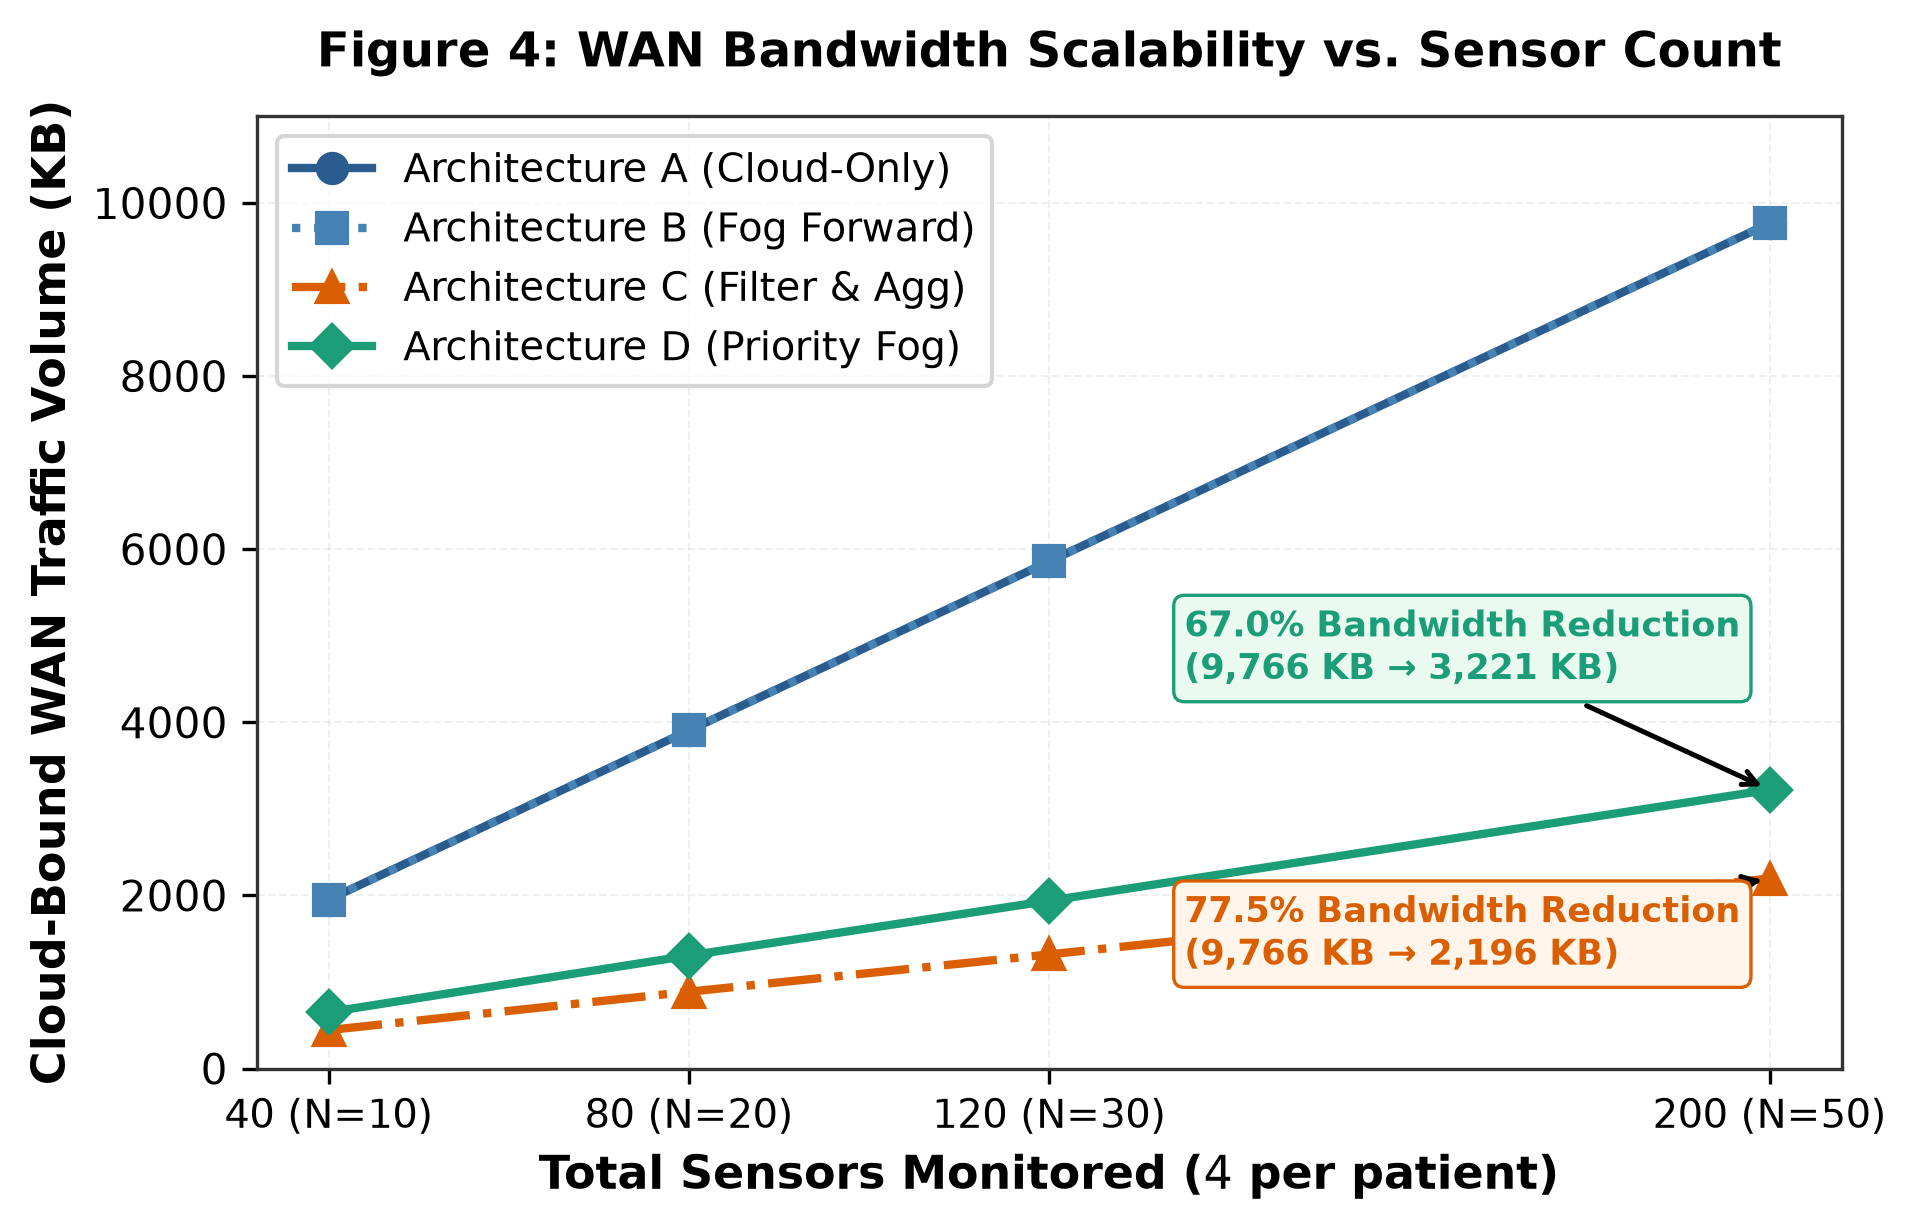 Figure 4: WAN Bandwidth Scalability vs. Sensor Count
Cloud-Bound WAN Traffic Volume (KB)
10000
8000
6000
4000
2000
0
Architecture A (Cloud-Only)
Architecture B (Fog Forward)
Architecture C (Filter & Agg)
Architecture D (Priority Fog)
67.0% Bandwidth Reduction
(9,766 KB → 3,221 KB)
77.5% Bandwidth Reduction
(9,766 KB → 2,196 KB)
40 (N=10)
80 (N=20)
120 (N=30)
200 (N=50)
Total Sensors Monitored (4 per patient)